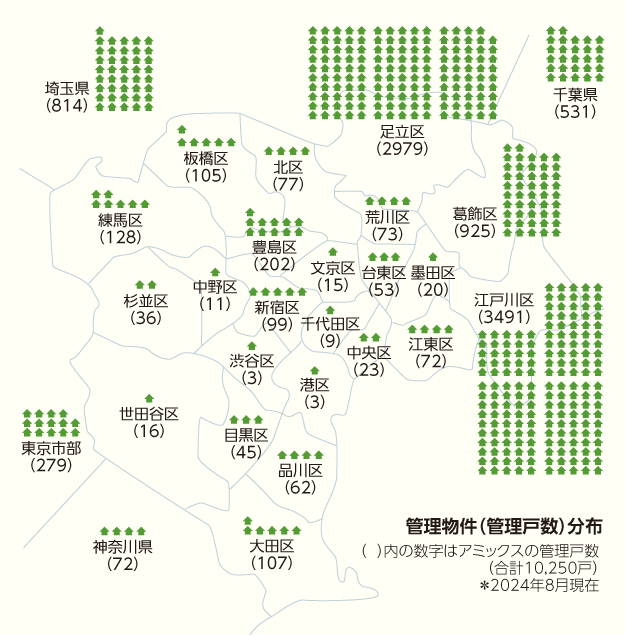 埼玉県
(814)
足立区
(2979)
千葉県
(531)
板橋区
(105)
北区
(77)
練馬区
(128)
荒川区
(73)
葛飾区
(925)
豊島区
(202)
文京区
(15)
台東区
(53)
墨田区
(20)
中野区
(11)
杉並区
(36)
新宿区
(99)
千代田区
(9)
江戸川区
(3491)
中央区
(23)
江東区
(72)
渋谷区
(3)
港区
(3)
世田谷区
(16)
目黒区
(45)
東京市部
(279)
品川区
(62)
神奈川県
(72)
大田区
(107)
管理物件(管理戸数)分布
( )内の数字はアミックスの管理戸数
(合計10,250戸)
*2024年8月現在